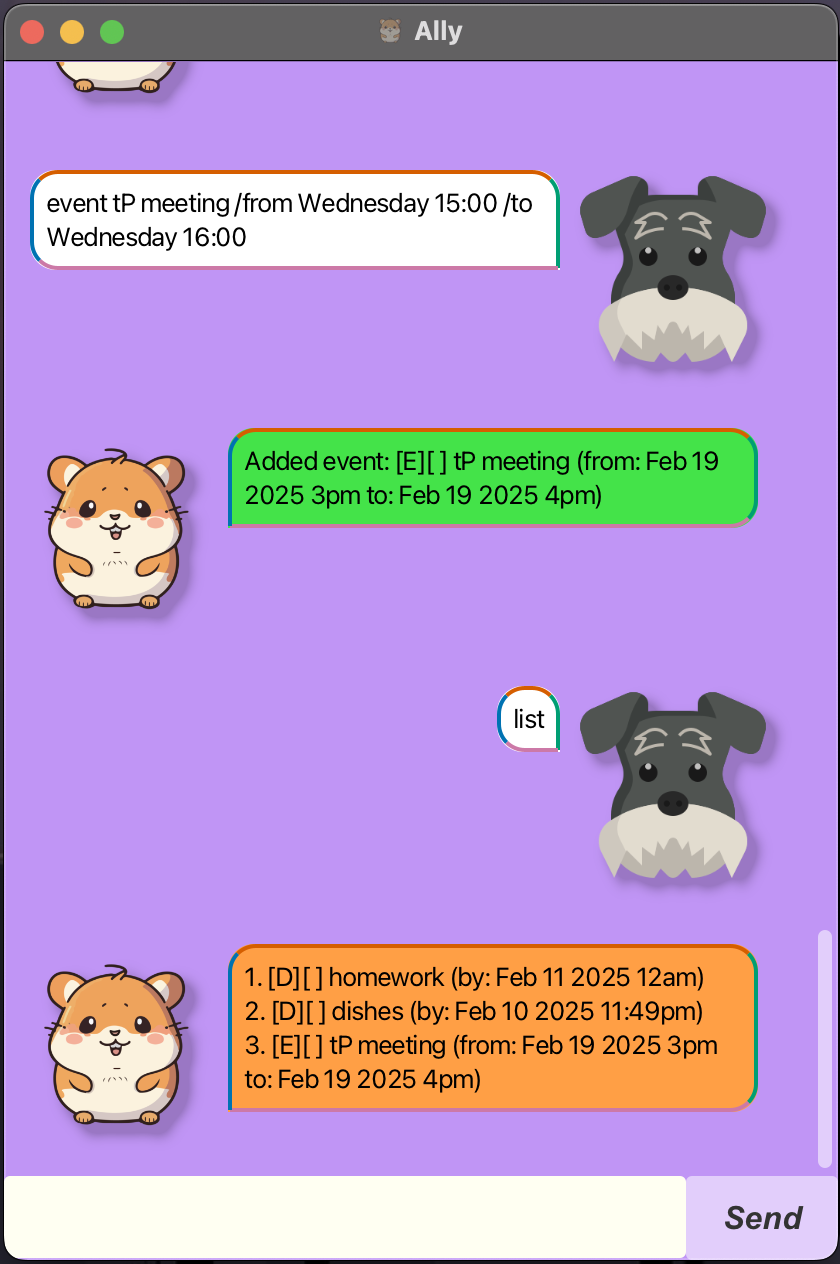 Ally
event tP meeting /from Wednesday 15:00 /to
Wednesday 16:00
Added event: [E][ ] tP meeting (from: Feb 19
2025 3pm to: Feb 19 2025 4pm)
list
1. [D][ ] homework (by: Feb 11 2025 12am)
2. [D][ ] dishes (by: Feb 10 2025 11:49pm)
3. [E][ ] tP meeting (from: Feb 19 2025 3pm
to: Feb 19 2025 4pm)
Send